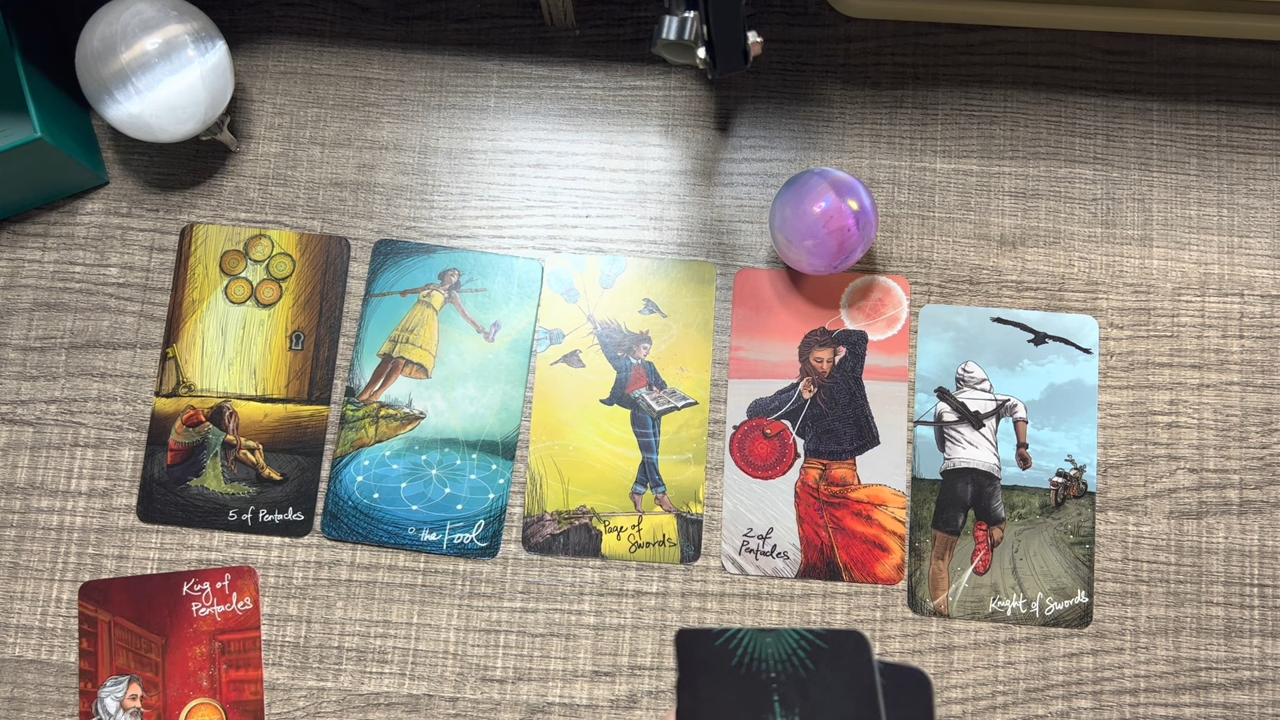 5 of Pentacles
0 the Fool
Page of
Swords
2 of
Pentacles
Knight of Swords
King of
Pentacles